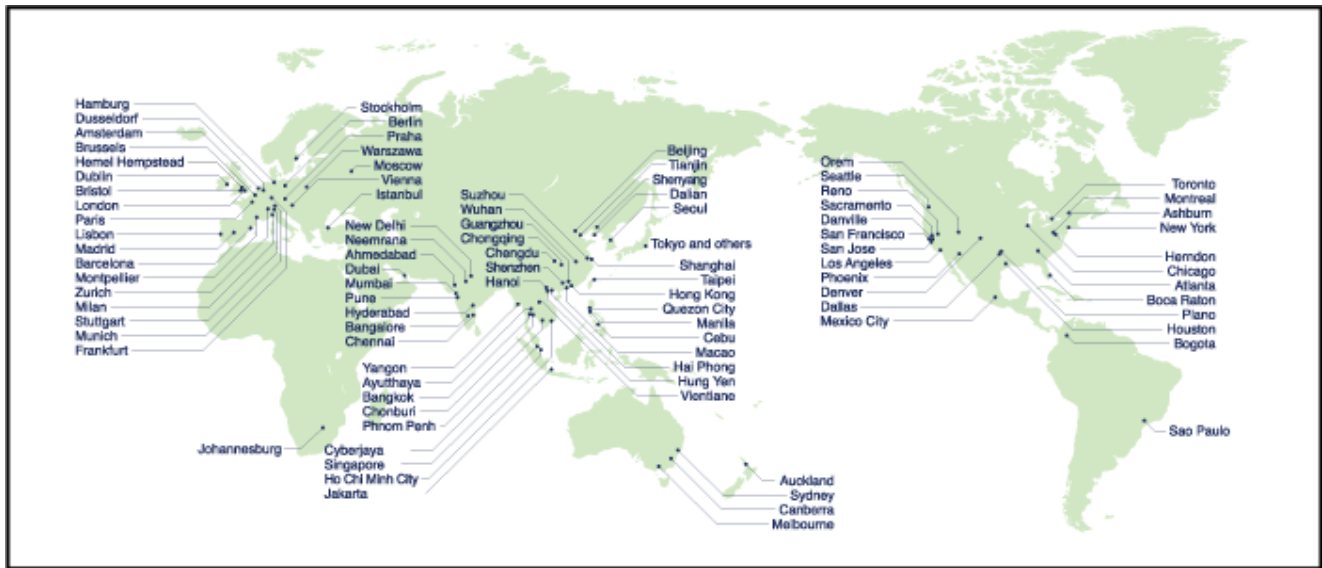 Hamburg
Dusseldorf
Amsterdam
Brussels
Hemel Hempstead
Dublin
Bristol
London
Paris
Lisbon
Madrid
Barcelona
Montpellier
Zurich
Milan
Stuttgart
Munich
Frankfurt
Stockholm
Berlin
Praha
Warszawa
Moscow
Vienna
Istanbul
New Delhi
Neemrana
Ahmedabad
Dubai
Mumbai
Pune
Hyderabad
Bangalore
Chennai
Yangon
Ayutthaya
Bangkok
Chonburi
Phnom Penh
Johannesburg
Cyberjaya
Singapore
Ho Chi Minh City
Jakarta
Suzhou
Wuhan
Guangzhou
Chongqing
Chengdu
Shenzhen
Hanoi
Beijing
Tianjin
Shenyang
Dalian
Seoul
Tokyo and others
Shanghai
Taipei
Hong Kong
Quezon City
Manila
Cebu
Macao
Hai Phong
Hung Yen
Vientiane
Auckland
Sydney
Canberra
Melbourne
Orem
Seattle
Reno
Sacramento
Danville
San Francisco
San Jose
Los Angeles
Phoenix
Denver
Dallas
Mexico City
Toronto
Montreal
Ashburn
New York
Herndon
Chicago
Atlanta
Boca Raton
Plano
Houston
Bogota
Sao Paulo